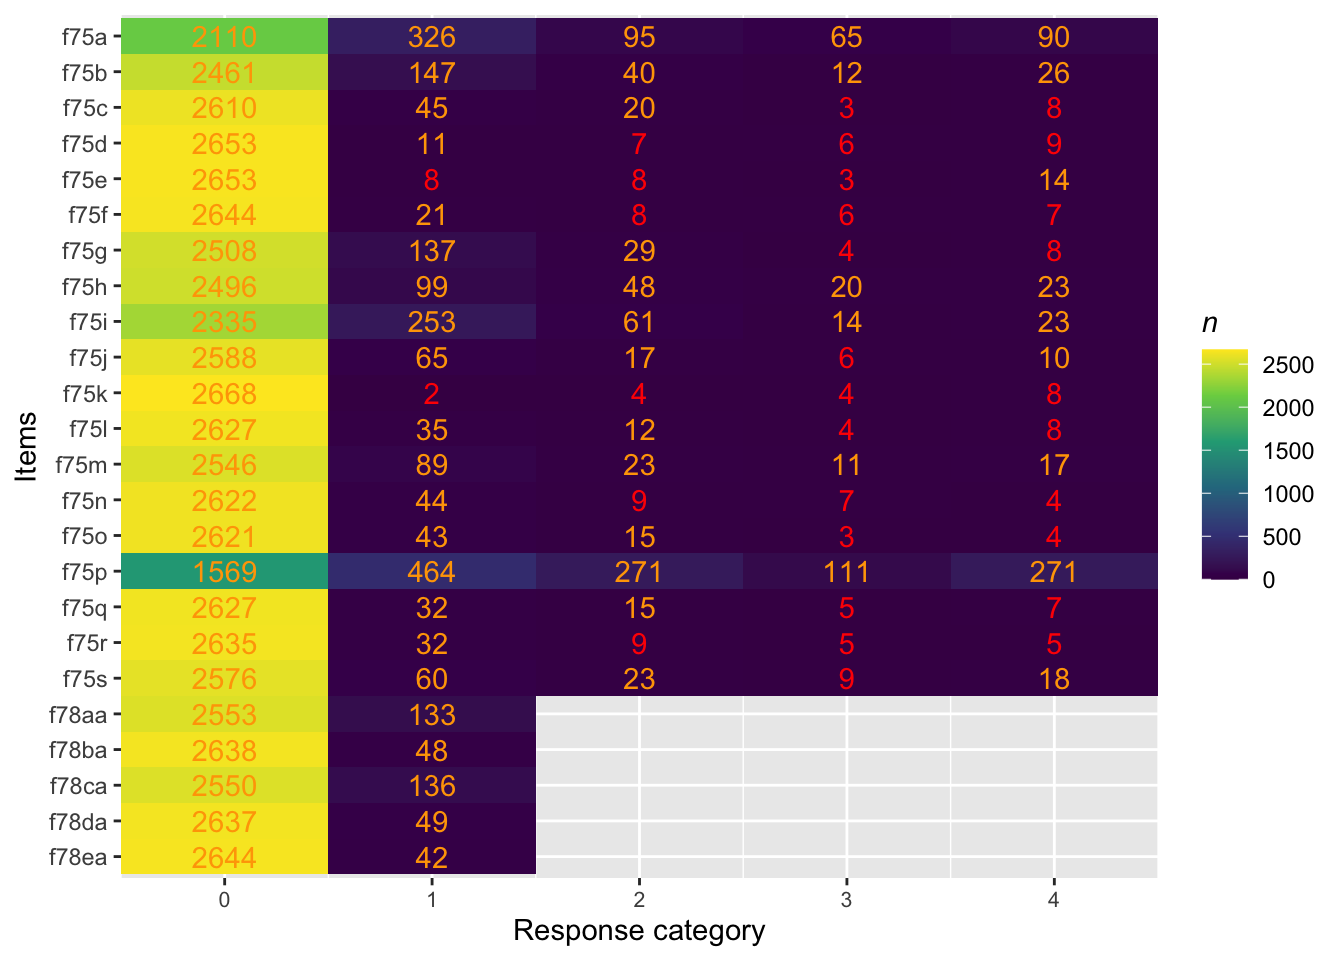 f75a 2110 326 95 65 90
f75b 2461 147 40 12 26
f75c 2610 45 20 3 8
f75d 2653 11 7 6 9
f75e 2653 8 8 3 14
f75f 2644 21 8 6 7
f75g 2508 137 29 4 8
f75h 2496 99 48 20 23
f75i 2335 253 61 14 23
f75j 2588 65 17 6 10
f75k 2668 2 4 4 8
f75l 2627 35 12 4 8
f75m 2546 89 23 11 17
f75n 2622 44 9 7 4
f75o 2621 43 15 3 4
f75p 1569 464 271 111 271
f75q 2627 32 15 5 7
f75r 2635 32 9 5 5
f75s 2576 60 23 9 18
f78aa 2553 133
f78ba 2638 48
f78ca 2550 136
f78da 2637 49
f78ea 2644 42
0 1 2 3 4
Response category
Items
n
2500
2000
1500
1000
500
0